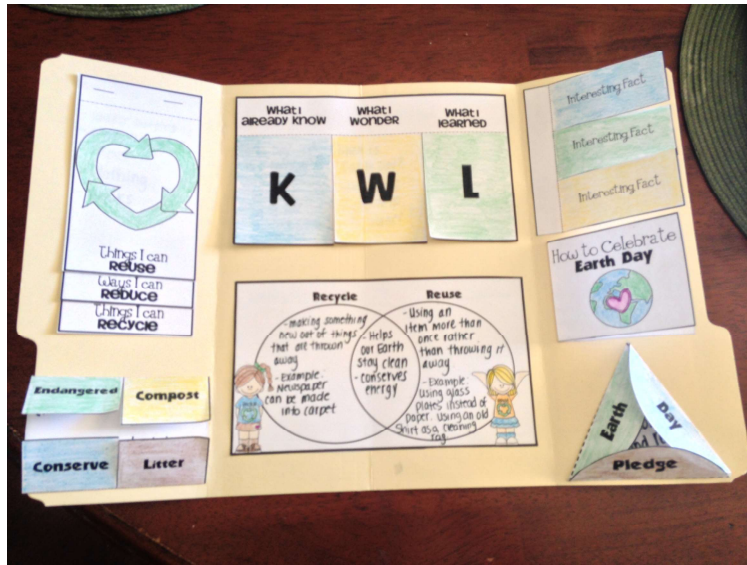 Things I can
REUSE
Ways I can
REDUCE
Things I can
RECYCLE
Endangered
Compost
Conserve
Litter
What I
already know
What I
wonder
What I
learned
K
W
L
Recycle
- making something
new out of things
that are thrown
away
- Example:
Newspaper
can be made
into carpet
- Helps
our Earth
stay clean
- conserves
energy
Reuse
- Using an
item more than
once rather
than throwing it
away
- Example:
Using glass
plates instead of
paper. Using an old
shirt as a cleaning
rag
Interesting Fact
Interesting Fact
Interesting Fact
How to Celebrate
Earth Day
Earth
Day
Pledge